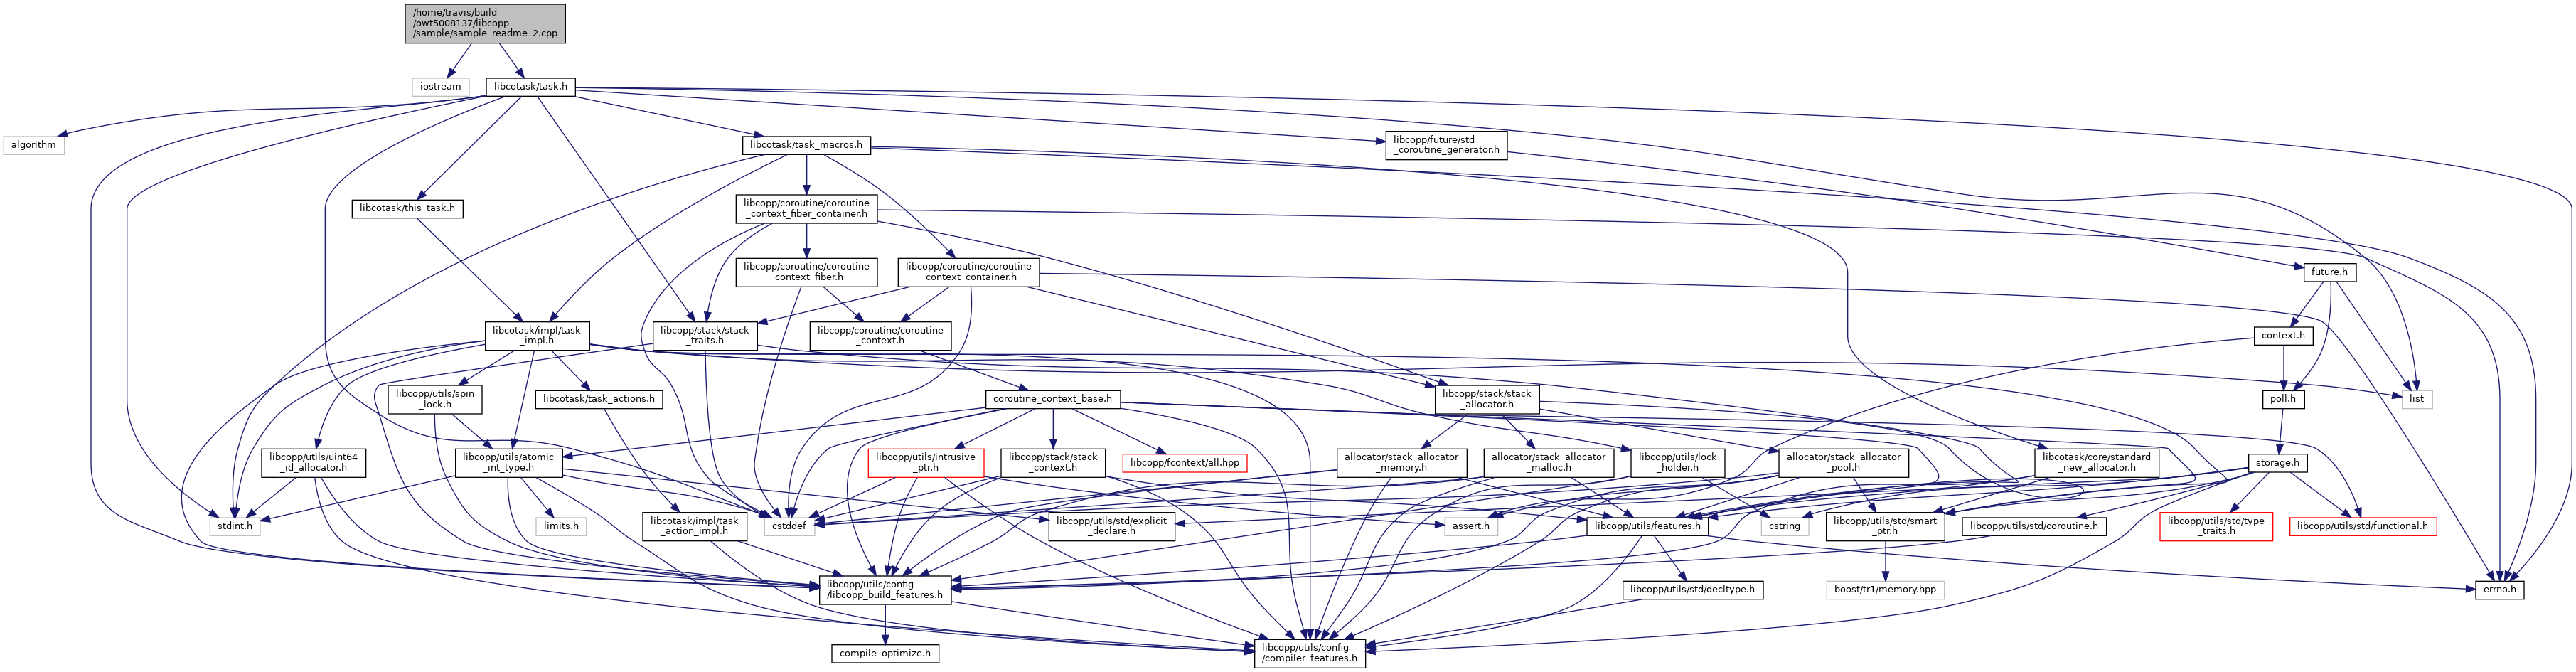 /home/travis/build
/owt5008137/libcopp
/sample/sample_readme_2.cpp
iostream
libcotask/task.h
algorithm
libcotask/task_macros.h
libcopp/future/std
_coroutine_generator.h
libcotask/this_task.h
libcopp/coroutine/coroutine
_context_fiber_container.h
libcopp/coroutine/coroutine
_context_fiber.h
libcopp/coroutine/coroutine
_context_container.h
future.h
libcotask/impl/task
_impl.h
libcopp/stack/stack
_traits.h
libcopp/coroutine/coroutine
_context.h
context.h
libcopp/utils/spin
_lock.h
libcotask/task_actions.h
coroutine_context_base.h
libcopp/stack/stack
_allocator.h
poll.h
list
libcopp/utils/uint64
_id_allocator.h
libcopp/utils/atomic
_int_type.h
libcopp/utils/intrusive
_ptr.h
libcopp/stack/stack
_context.h
libcopp/fcontext/all.hpp
allocator/stack_allocator
_memory.h
allocator/stack_allocator
_malloc.h
libcopp/utils/lock
_holder.h
allocator/stack_allocator
_pool.h
libcotask/core/standard
_new_allocator.h
storage.h
stdint.h
limits.h
libcotask/impl/task
_action_impl.h
cstddef
libcopp/utils/std/explicit
_declare.h
assert.h
libcopp/utils/features.h
cstring
libcopp/utils/std/smart
_ptr.h
libcopp/utils/std/coroutine.h
libcopp/utils/std/type
_traits.h
libcopp/utils/std/functional.h
libcopp/utils/config
/libcopp_build_features.h
libcopp/utils/std/decltype.h
boost/tr1/memory.hpp
errno.h
compile_optimize.h
libcopp/utils/config
/compiler_features.h